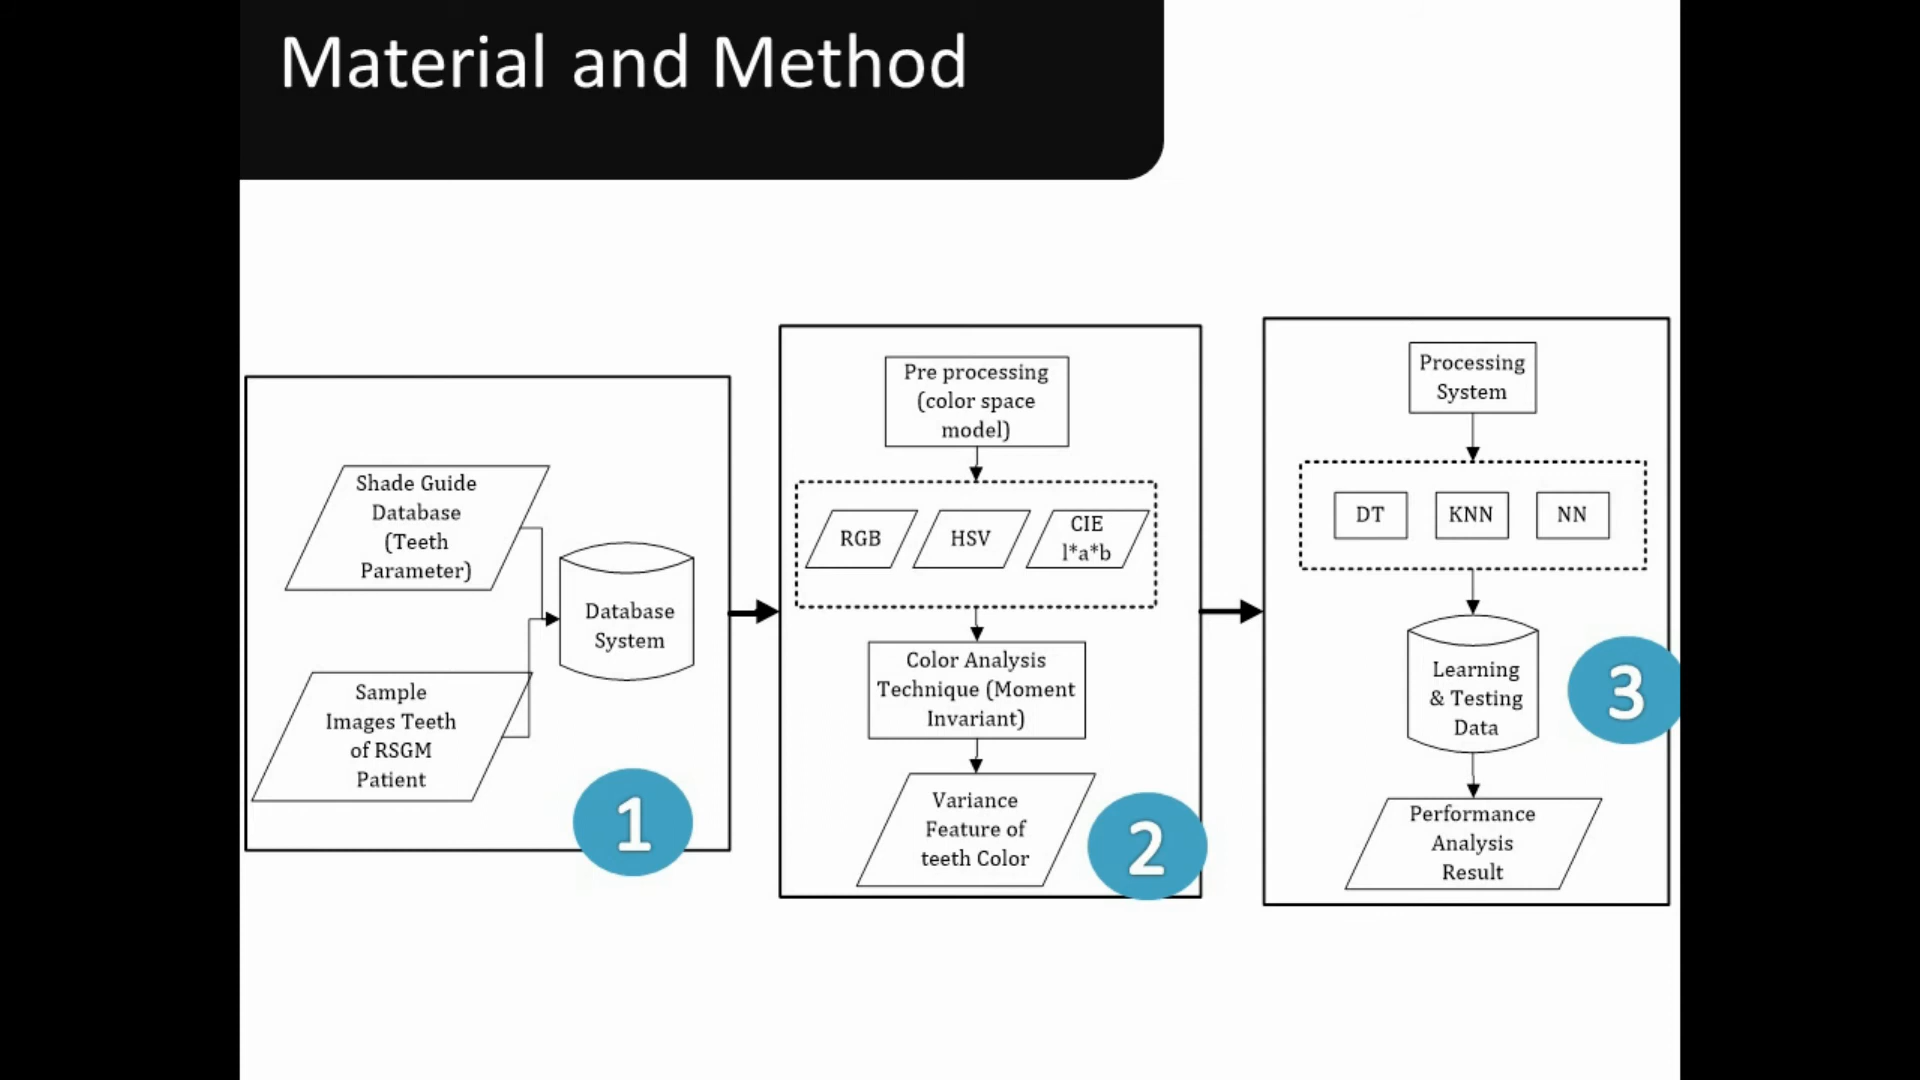 Material and Method
Shade Guide
Database
(Teeth
Parameter)
Sample
Images Teeth
of RSGM
Patient
Database
System
1
Pre processing
(color space
model)
RGB
HSV
CIE
l*a*b
Color Analysis
Technique (Moment
Invariant)
Variance
Feature of
teeth Color
2
Processing
System
DT
KNN
NN
Learning
& Testing
Data
3
Performance
Analysis
Result